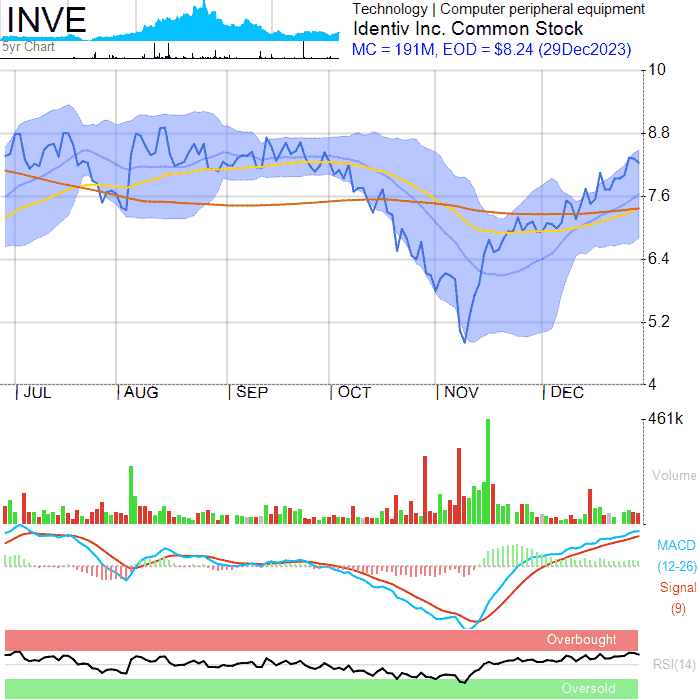 INVE
5yr Chart
Technology | Computer peripheral equipment
Identiv Inc. Common Stock
MC = 191M, EOD = $8.24 (29Dec2023)
10
8.8
7.6
6.4
5.2
4
JUL AUG SEP OCT NOV DEC
461k
Volume
MACD
(12-26)
Signal
(9)
Overbought
RSI(14)
Oversold